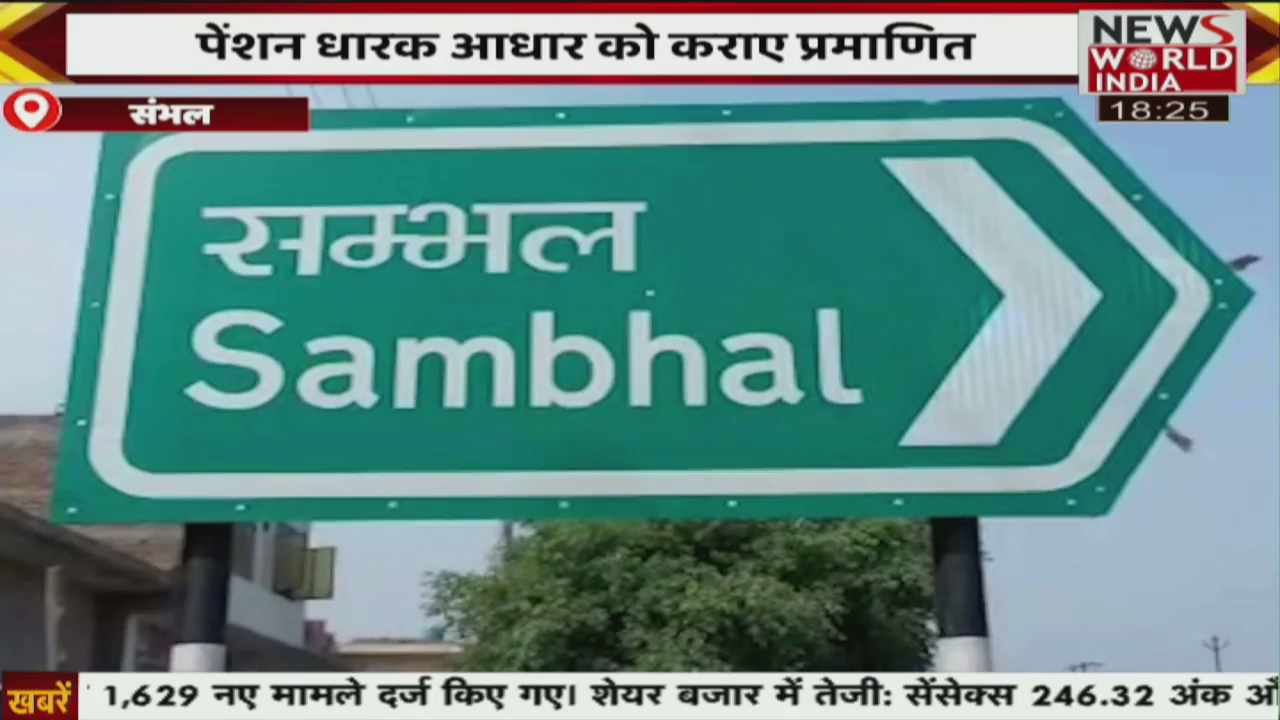 पेंशन धारक आधार को कराए प्रमाणित
NEWS
WORLD
INDIA
18:25
संभल
सम्भल
Sambhal
खबरें
1,629 नए मामले दर्ज किए गए। शेयर बजार में तेजी: सेंसेक्स 246.32 अंक